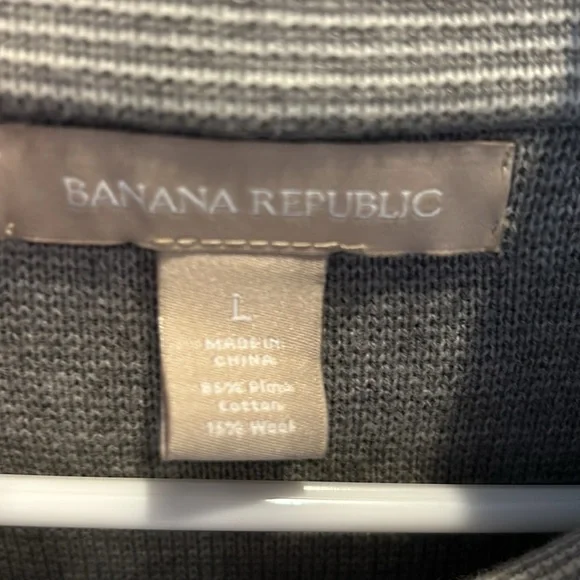 BANANA REPUBLIC
L
MADE IN
CHINA
85% Pima
Cotton
15% Wool